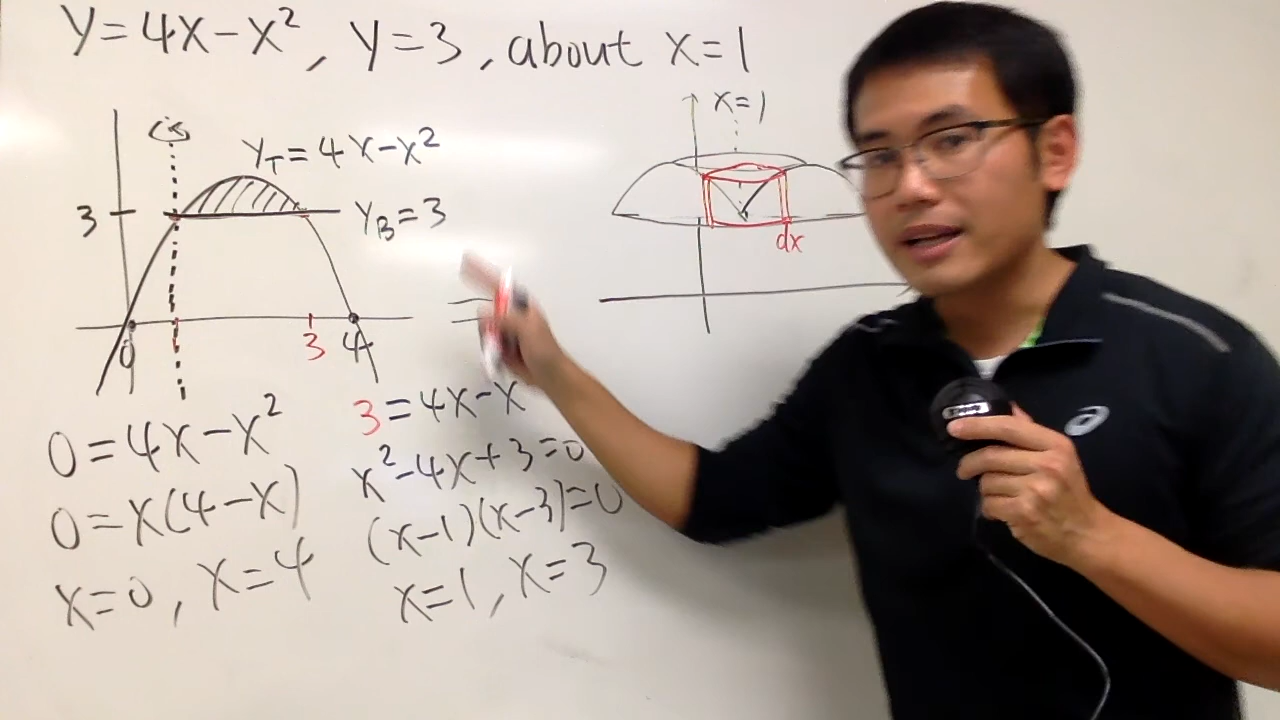 y=4x-x², y=3, about x=1
x=1
y_T=4x-x²
3
y_B=3
dx
0
1
3
4
0=4x-x²
3=4x-x
0=x(4-x)
x²-4x+3=0
(x-1)(x-3)=0
x=0, x=4
x=1, x=3